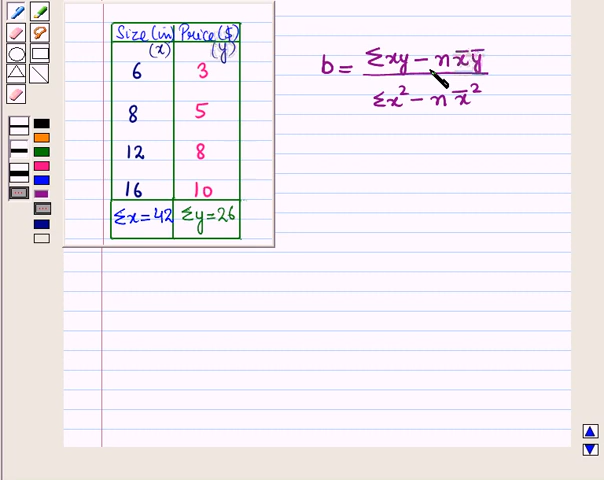 Size(in) Price($)
(x) (y)
6 3
8 5
12 8
16 10
Σx=42 Σy=26
b = Σxy - n x̅ y̅
Σx² - n x̅²